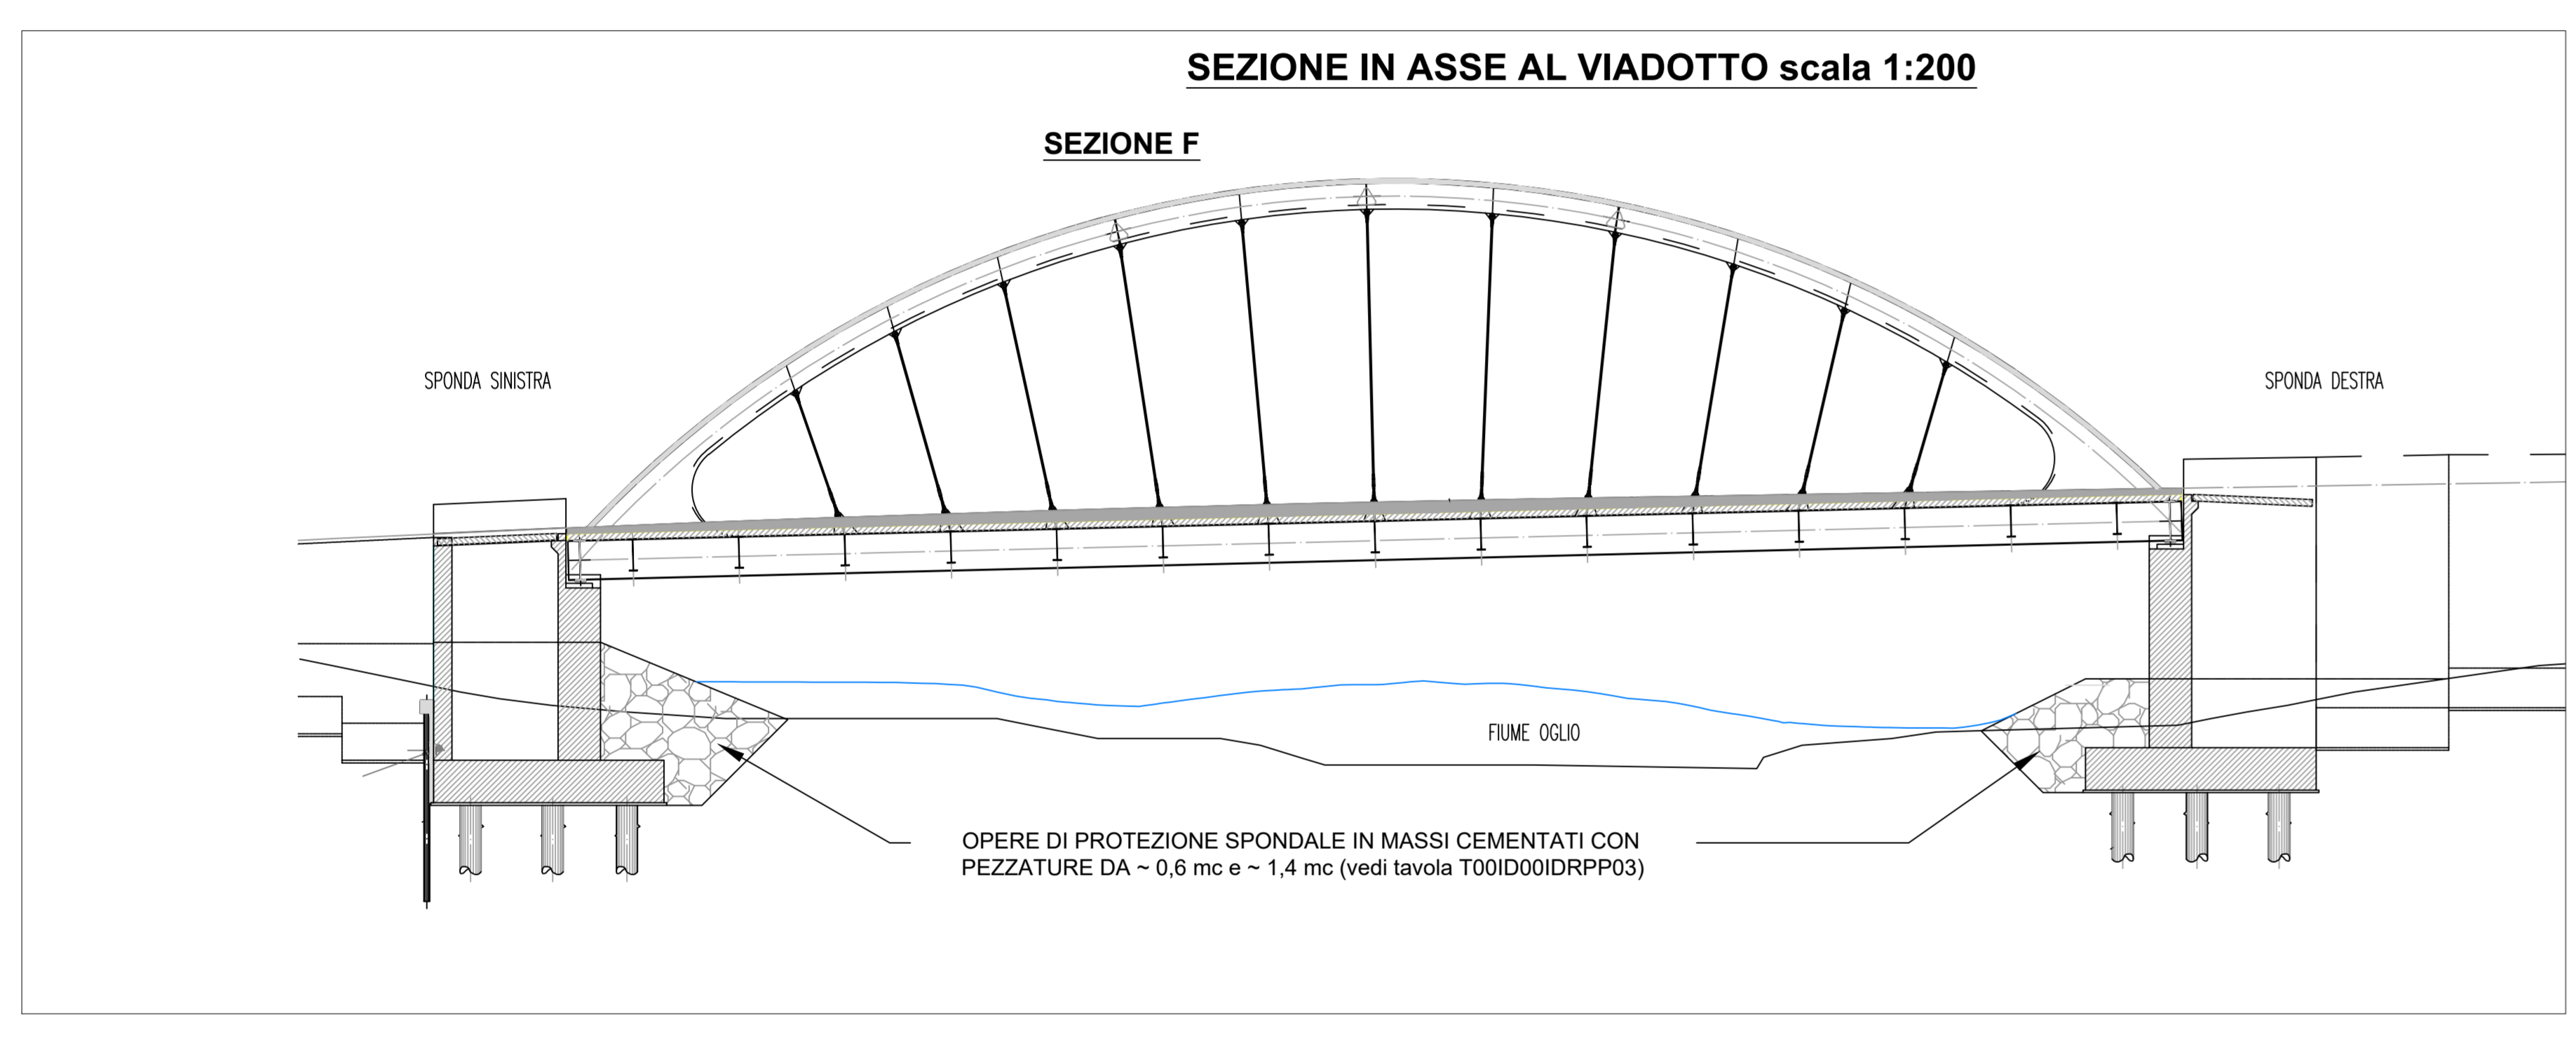 SEZIONE IN ASSE AL VIADOTTO scala 1:200
SEZIONE F
SPONDA SINISTRA
SPONDA DESTRA
FIUME OGLIO
OPERE DI PROTEZIONE SPONDALE IN MASSI CEMENTATI CON
PEZZATURE DA ~ 0,6 mc e ~ 1,4 mc (vedi tavola T00ID00IDRPP03)